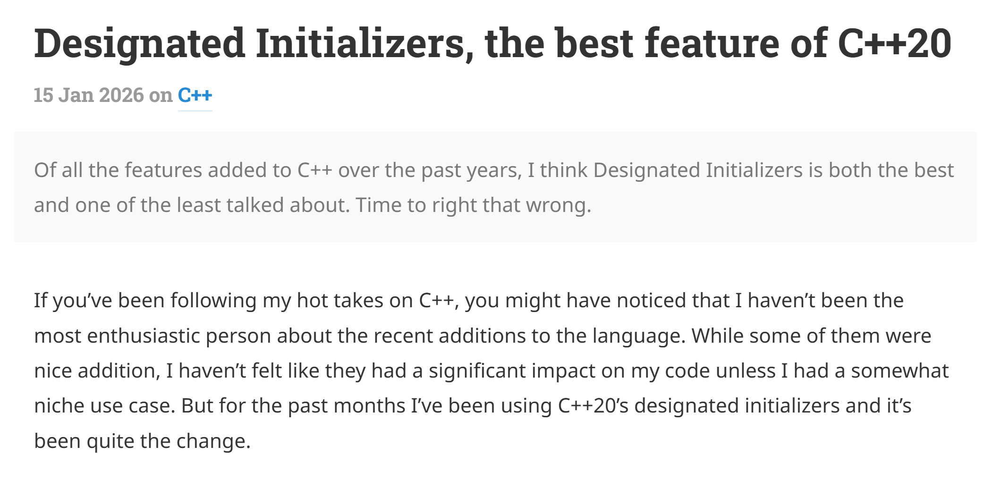 Designated Initializers, the best feature of C++20
15 Jan 2026 on C++
Of all the features added to C++ over the past years, I think Designated Initializers is both the best
and one of the least talked about. Time to right that wrong.
If you’ve been following my hot takes on C++, you might have noticed that I haven’t been the
most enthusiastic person about the recent additions to the language. While some of them were
nice addition, I haven’t felt like they had a significant impact on my code unless I had a somewhat
niche use case. But for the past months I’ve been using C++20’s designated initializers and it’s
been quite the change.